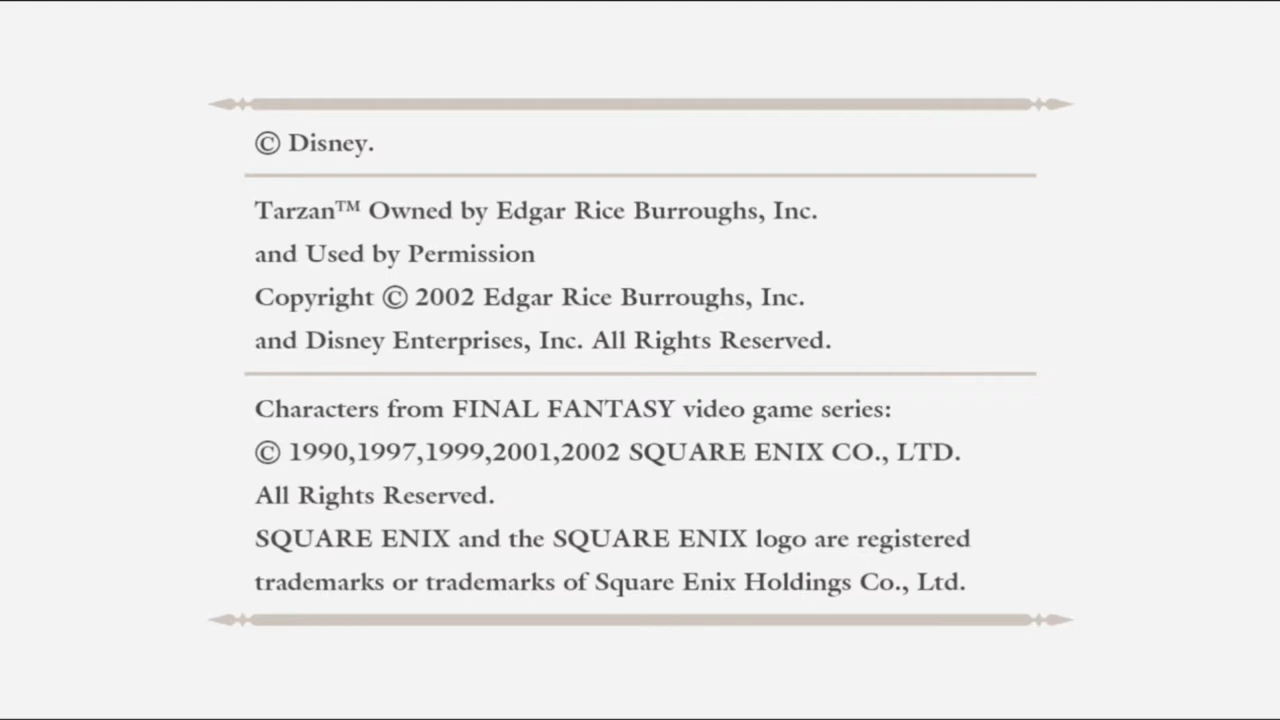 © Disney.
Tarzan™ Owned by Edgar Rice Burroughs, Inc.
and Used by Permission
Copyright © 2002 Edgar Rice Burroughs, Inc.
and Disney Enterprises, Inc. All Rights Reserved.
Characters from FINAL FANTASY video game series:
© 1990,1997,1999,2001,2002 SQUARE ENIX CO., LTD.
All Rights Reserved.
SQUARE ENIX and the SQUARE ENIX logo are registered
trademarks or trademarks of Square Enix Holdings Co., Ltd.